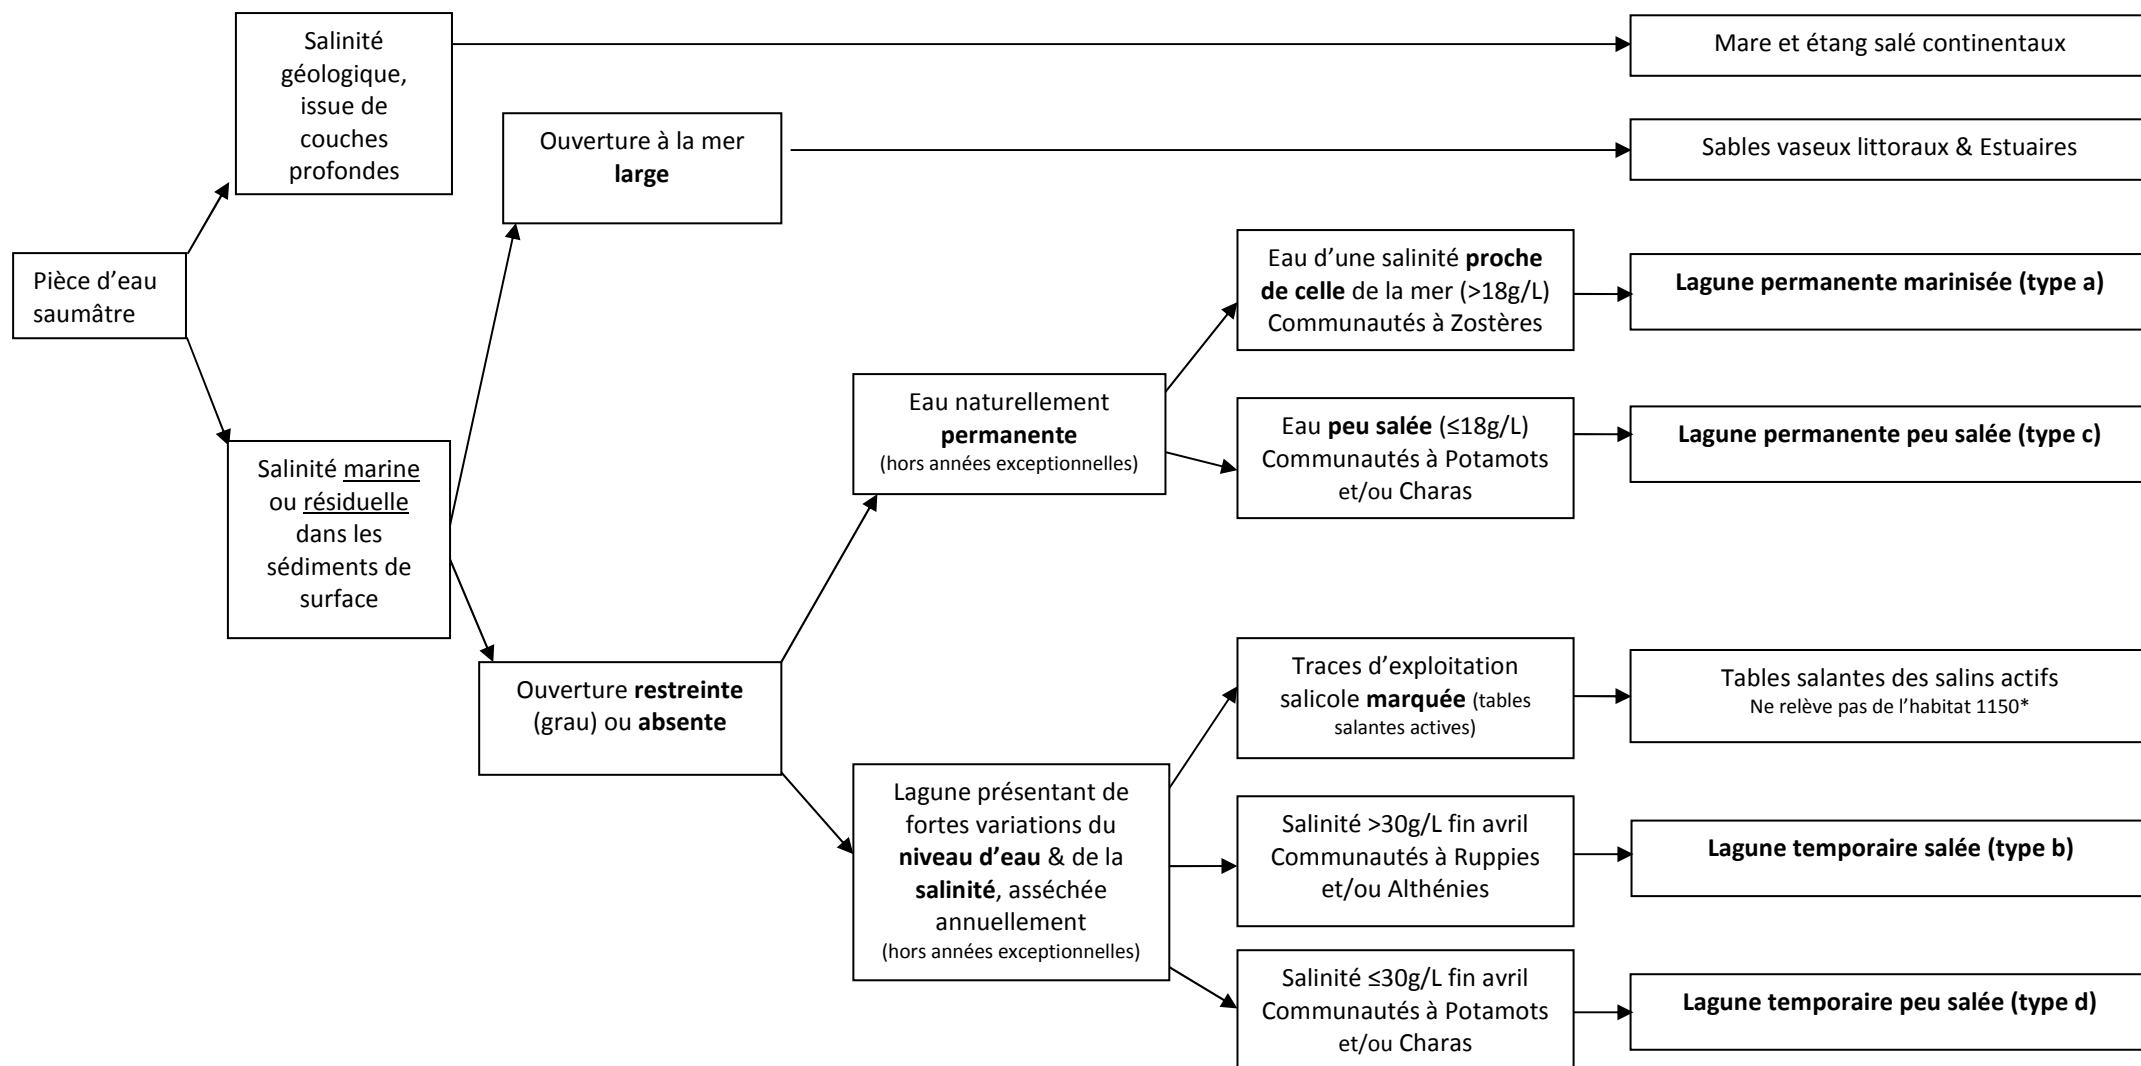 Salinité
géologique,
issue de
couches
profondes
Mare et étang salé continentaux
Ouverture à la mer
large
Sables vaseux littoraux & Estuaires
Pièce d’eau
saumâtre
Eau d’une salinité proche
de celle de la mer (>18g/L)
Communautés à Zostères
Lagune permanente marinisée (type a)
Eau naturellement
permanente
(hors années exceptionnelles)
Eau peu salée (≤18g/L)
Communautés à Potamots
et/ou Charas
Lagune permanente peu salée (type c)
Salinité marine
ou résiduelle
dans les
sédiments de
surface
Ouverture restreinte
(grau) ou absente
Traces d’exploitation
salicole marquée (tables
salantes actives)
Tables salantes des salins actifs
Ne relève pas de l’habitat 1150*
Lagune présentant de
fortes variations du
niveau d’eau & de la
salinité, asséchée
annuellement
(hors années exceptionnelles)
Salinité >30g/L fin avril
Communautés à Ruppies
et/ou Althénies
Lagune temporaire salée (type b)
Salinité ≤30g/L fin avril
Communautés à Potamots
et/ou Charas
Lagune temporaire peu salée (type d)